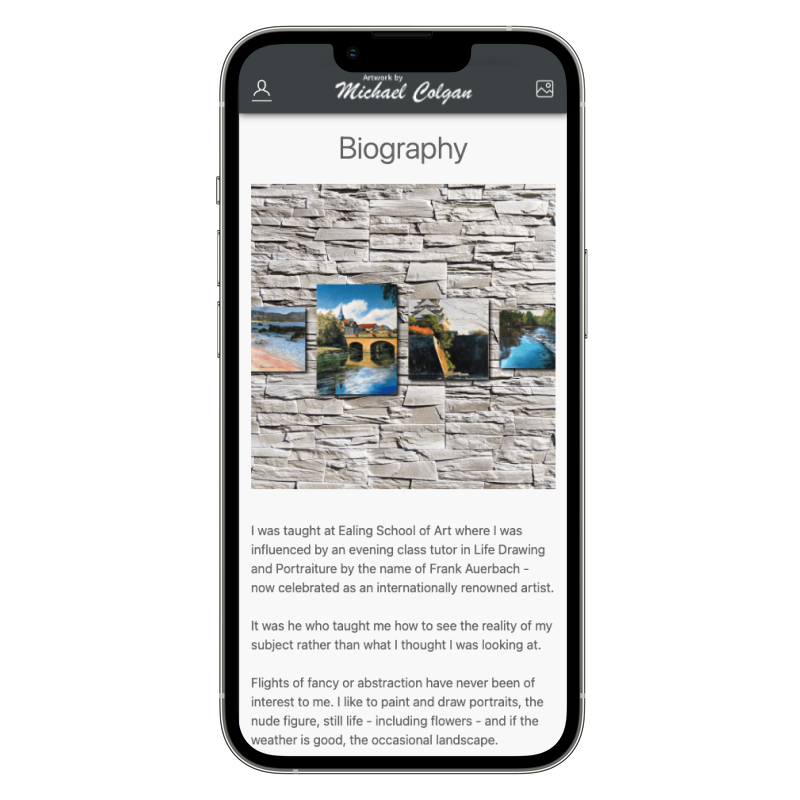 Artwork by
Michael Colgan
Biography
I was taught at Ealing School of Art where I was
influenced by an evening class tutor in Life Drawing
and Portraiture by the name of Frank Auerbach -
now celebrated as an internationally renowned artist.
It was he who taught me how to see the reality of my
subject rather than what I thought I was looking at.
Flights of fancy or abstraction have never been of
interest to me. I like to paint and draw portraits, the
nude figure, still life - including flowers - and if the
weather is good, the occasional landscape.